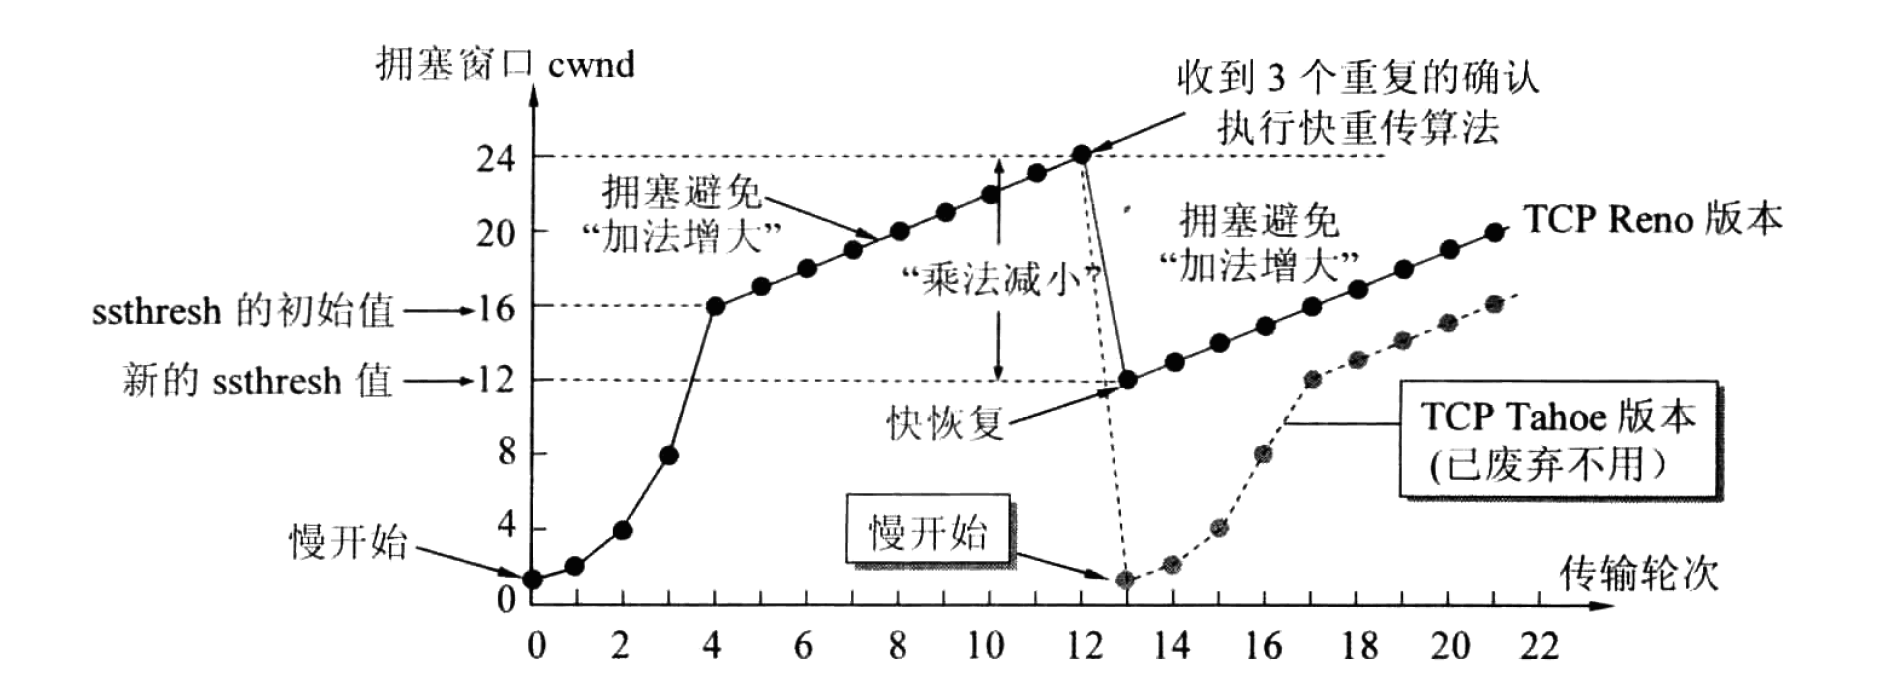 拥塞窗口 cwnd
收到 3 个重复的确认
执行快重传算法
24
拥塞避免
“加法增大”
20
拥塞避免
“加法增大”
TCP Reno 版本
“乘法减小”
ssthresh 的初始值
16
新的 ssthresh 值
12
快恢复
TCP Tahoe 版本
(已废弃不用）
8
4
慢开始
慢开始
传输轮次
0
0 2 4 6 8 10 12 14 16 18 20 22